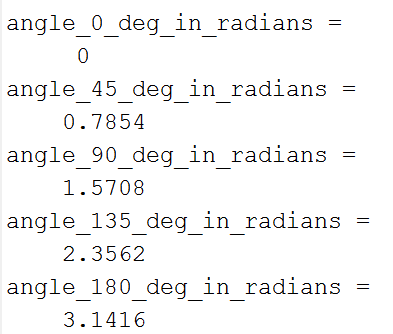 angle_0_deg_in_radians =
0
angle_45_deg_in_radians =
0.7854
angle_90_deg_in_radians =
1.5708
angle_135_deg_in_radians =
2.3562
angle_180_deg_in_radians =
3.1416